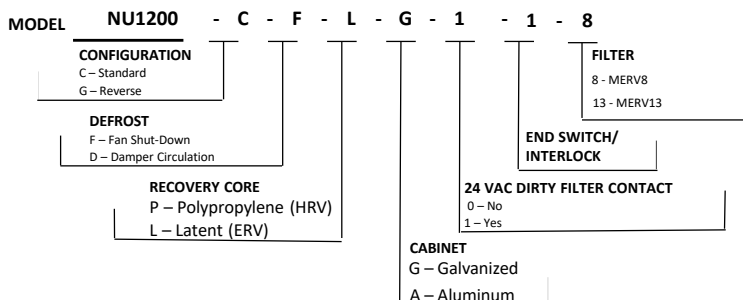 MODEL NU1200 - C - F - L - G - 1 - 1 - 8
CONFIGURATION
C – Standard
G – Reverse
FILTER
8 - MERV8
13 - MERV13
DEFROST
F – Fan Shut-Down
D – Damper Circulation
END SWITCH/
INTERLOCK
RECOVERY CORE
P – Polypropylene (HRV)
L – Latent (ERV)
24 VAC DIRTY FILTER CONTACT
0 – No
1 – Yes
CABINET
G – Galvanized
A – Aluminum